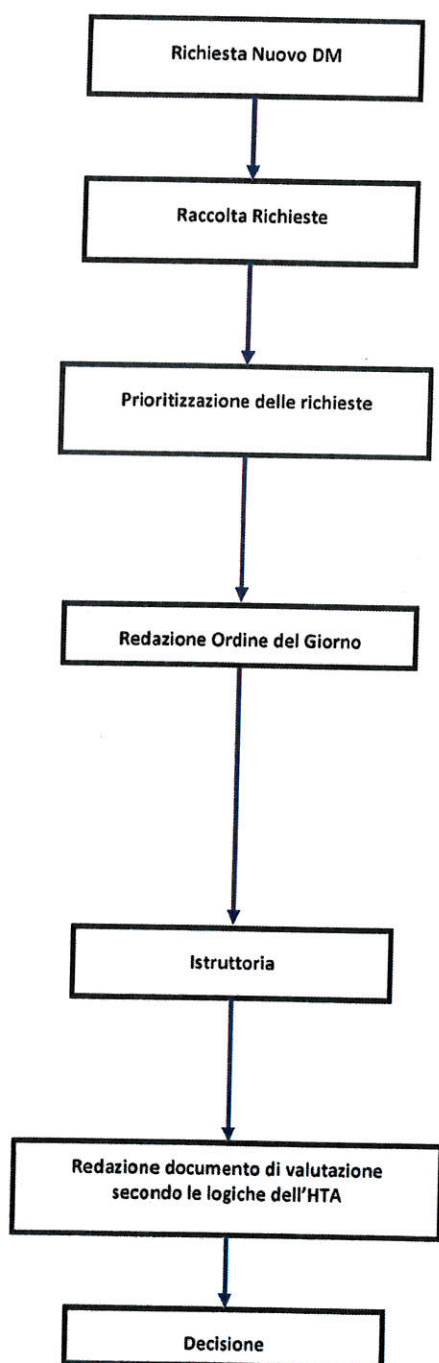 Richiesta Nuovo DM
Raccolta Richieste
Prioritizzazione delle richieste
Redazione Ordine del Giorno
Istruttoria
Redazione documento di valutazione
secondo le logiche dell'HTA
Decisione